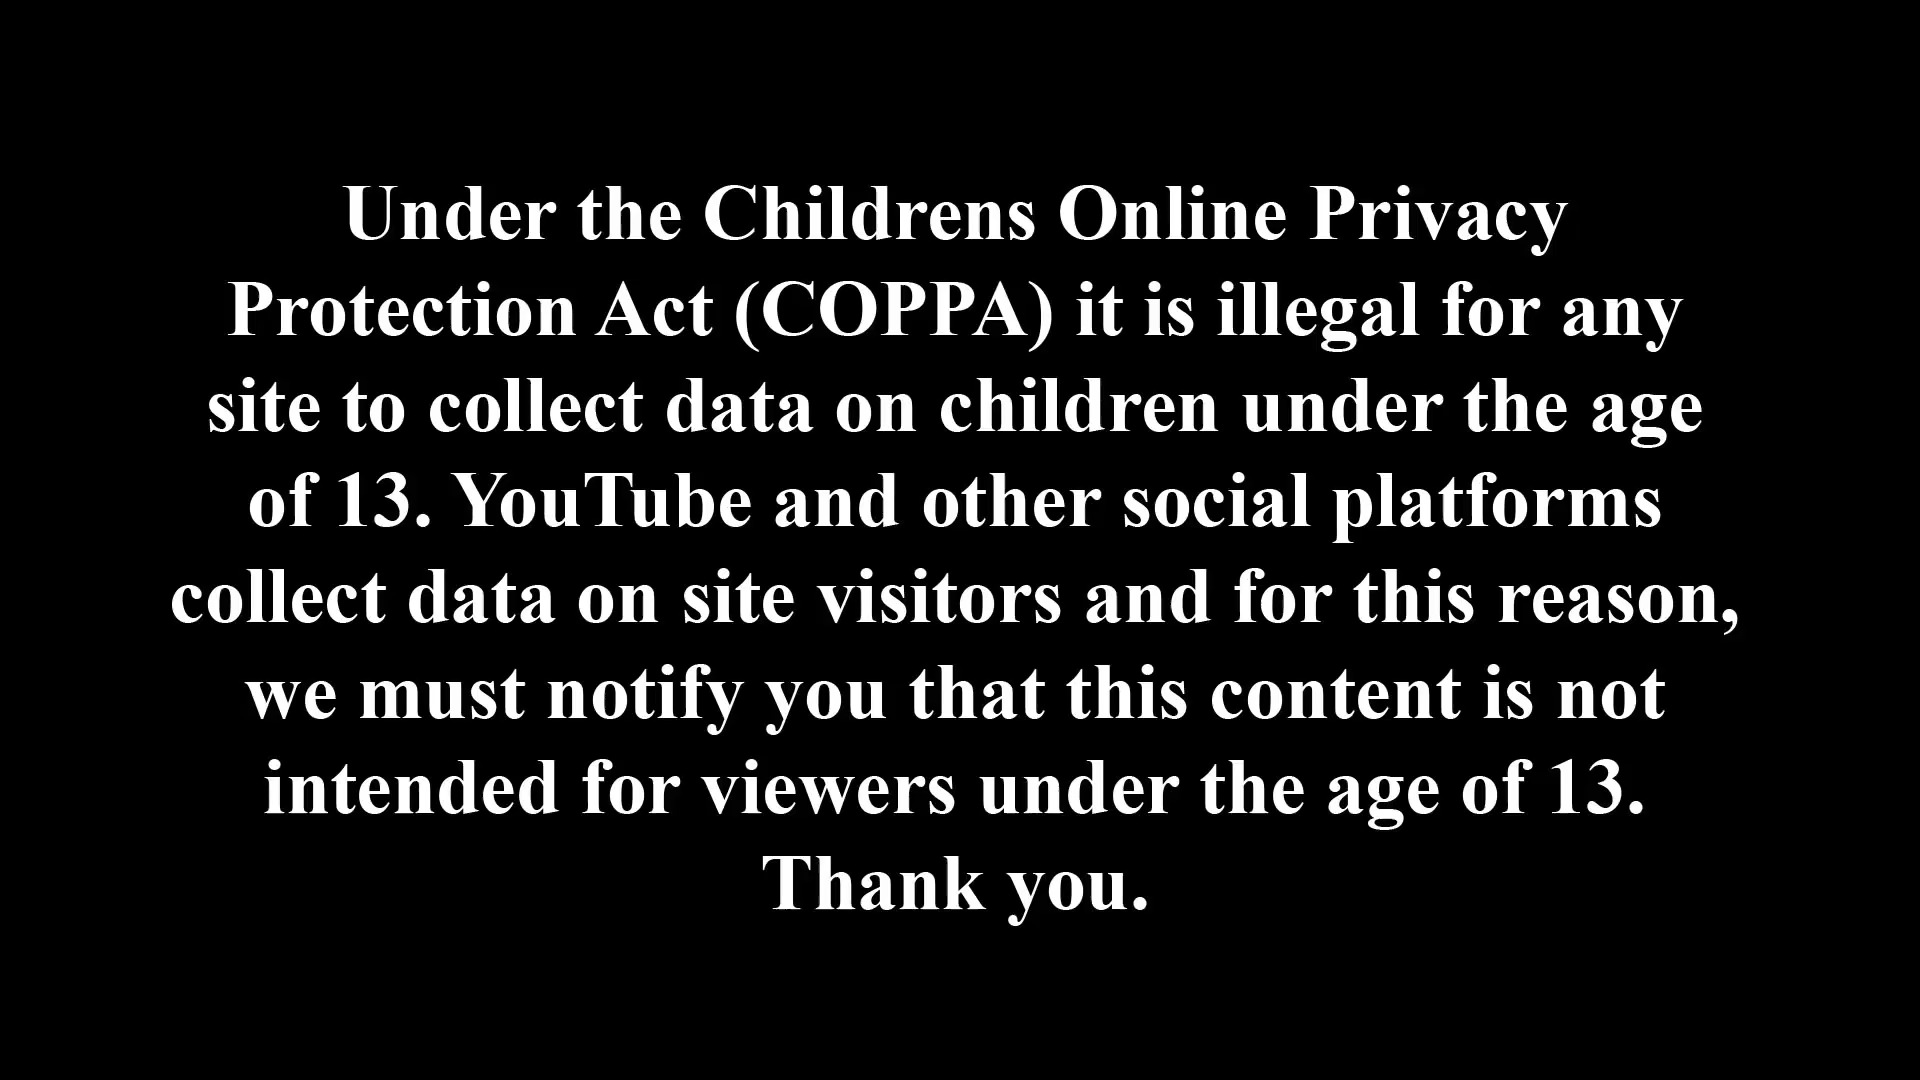 Under the Childrens Online Privacy
Protection Act (COPPA) it is illegal for any
site to collect data on children under the age
of 13. YouTube and other social platforms
collect data on site visitors and for this reason,
we must notify you that this content is not
intended for viewers under the age of 13.
Thank you.